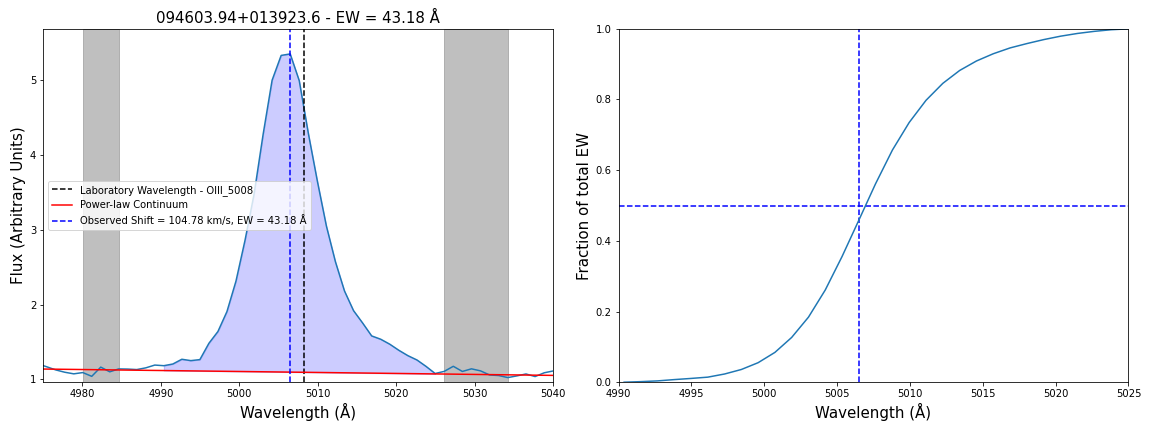 094603.94+013923.6 - EW = 43.18 Å
Flux (Arbitrary Units)
5
4
3
2
1
Laboratory Wavelength - OIII_5008
Power-law Continuum
Observed Shift = 104.78 km/s, EW = 43.18 Å
4980 4990 5000 5010 5020 5030 5040
Wavelength (Å)
Fraction of total EW
1.0
0.8
0.6
0.4
0.2
0.0
4990 4995 5000 5005 5010 5015 5020 5025
Wavelength (Å)